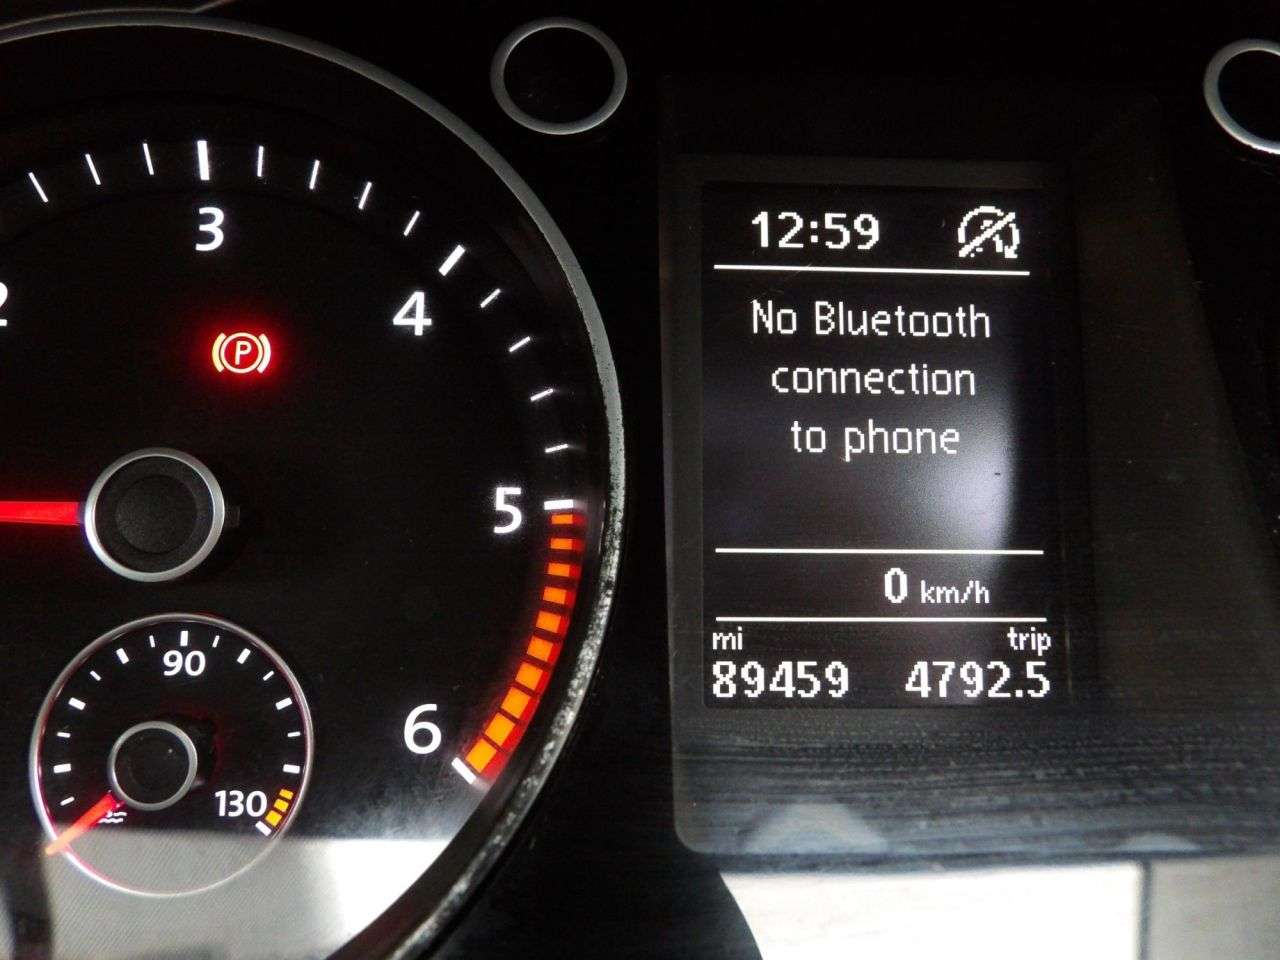 3
4
5
6
P
90
130
12:59
No Bluetooth
connection
to phone
0 km/h
mi trip
89459 4792.5